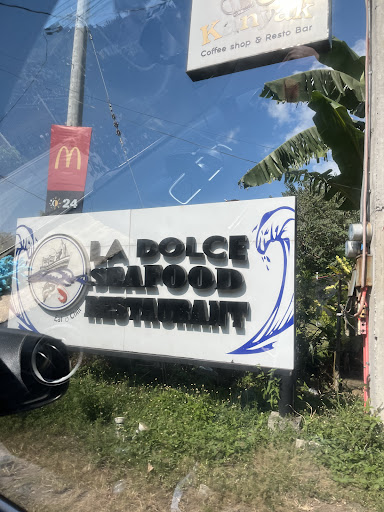 Coffee shop & Resto Bar
24
LA DOLCE
SEAFOOD
RESTAURANT